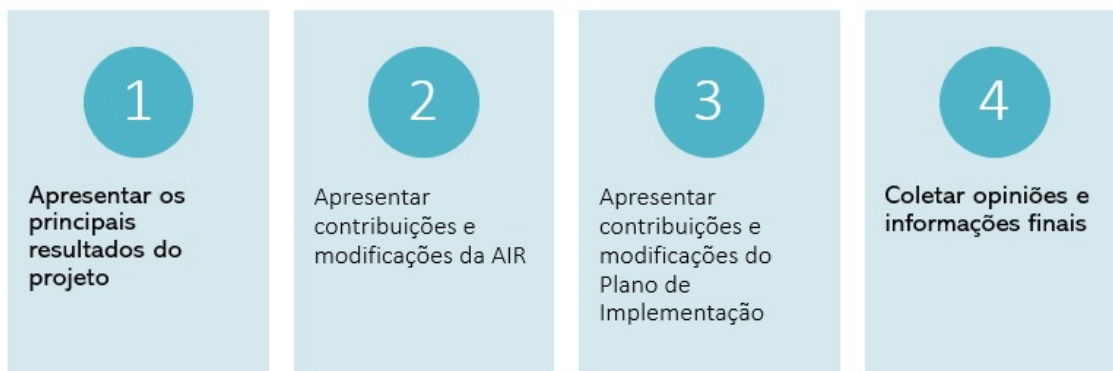 1
Apresentar os
principais
resultados do
projeto
2
Apresentar
contribuições e
modificações da AIR
3
Apresentar
contribuições e
modificações do
Plano de
Implementação
4
Coletar opiniões e
informações finais